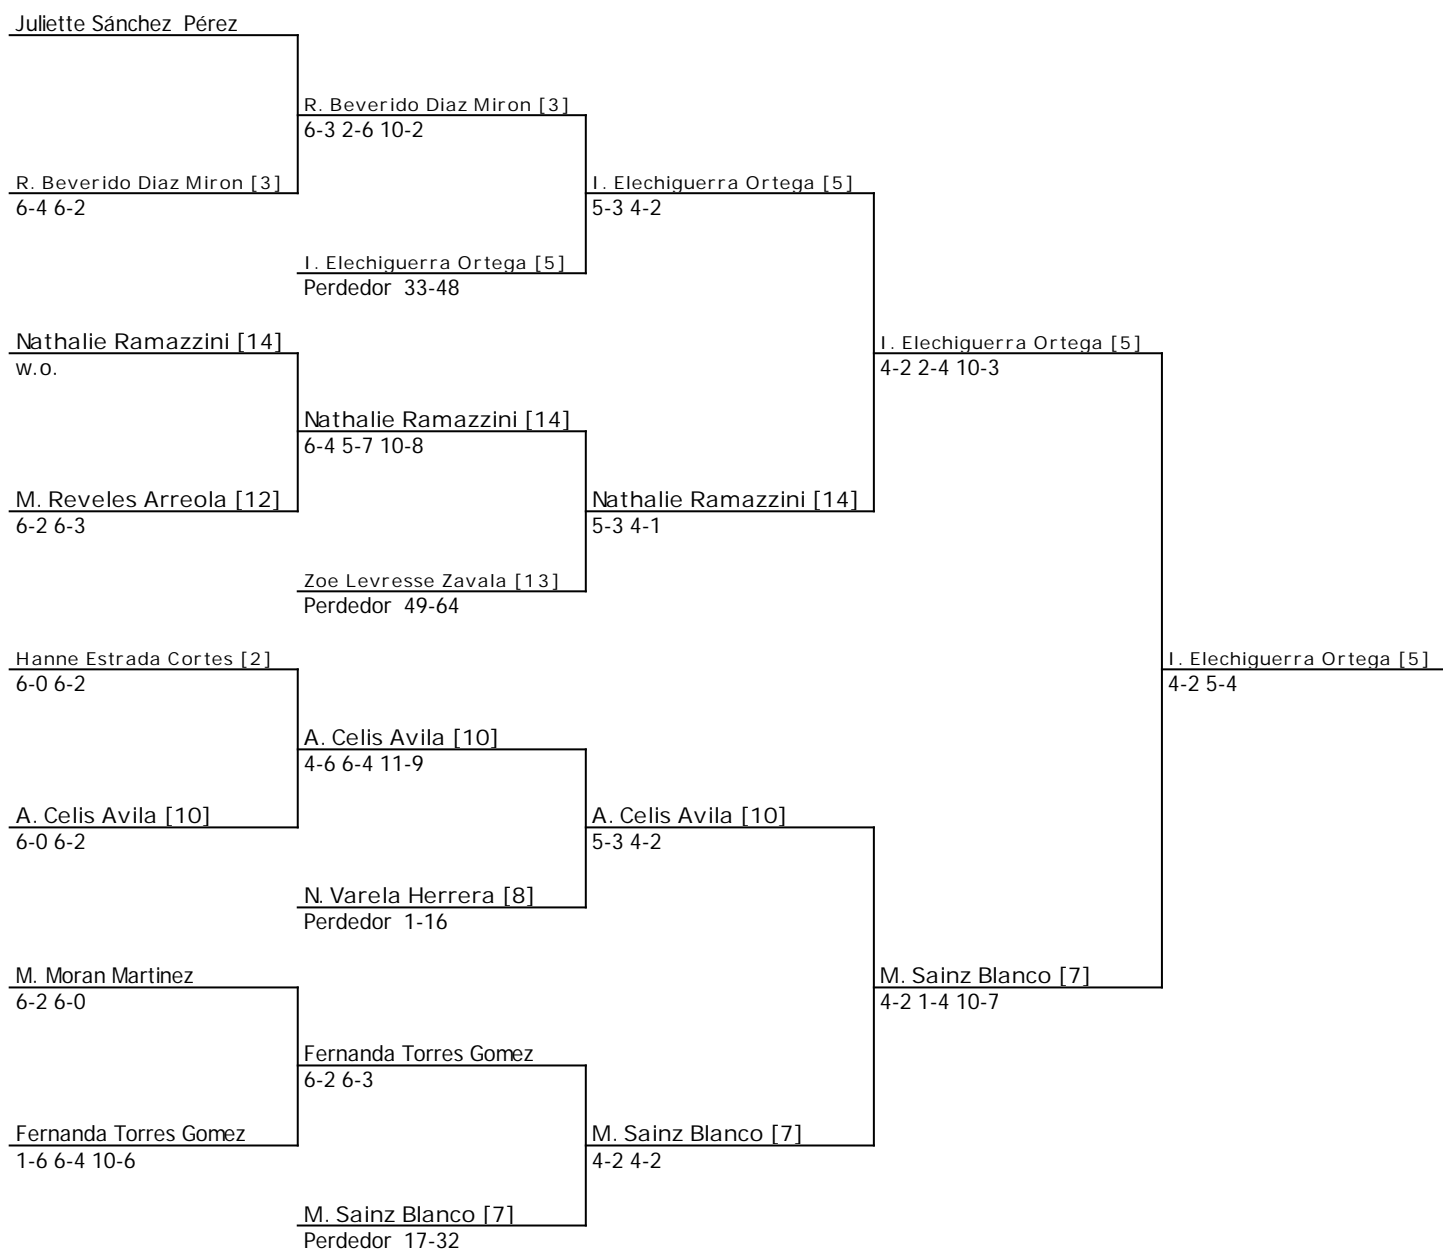 Juliette Sánchez Pérez
R. Beverido Diaz Miron [3]
6-3 2-6 10-2
R. Beverido Diaz Miron [3]
6-4 6-2
I. Elechiguerra Ortega [5]
5-3 4-2
I. Elechiguerra Ortega [5]
Perdedor 33-48
Nathalie Ramazzini [14]
w.o.
I. Elechiguerra Ortega [5]
4-2 2-4 10-3
Nathalie Ramazzini [14]
6-4 5-7 10-8
M. Reveles Arreola [12]
6-2 6-3
Nathalie Ramazzini [14]
5-3 4-1
Zoe Levresse Zavala [13]
Perdedor 49-64
Hanne Estrada Cortes [2]
6-0 6-2
I. Elechiguerra Ortega [5]
4-2 5-4
A. Celis Avila [10]
4-6 6-4 11-9
A. Celis Avila [10]
6-0 6-2
A. Celis Avila [10]
5-3 4-2
N. Varela Herrera [8]
Perdedor 1-16
M. Moran Martinez
6-2 6-0
M. Sainz Blanco [7]
4-2 1-4 10-7
Fernanda Torres Gomez
6-2 6-3
Fernanda Torres Gomez
1-6 6-4 10-6
M. Sainz Blanco [7]
4-2 4-2
M. Sainz Blanco [7]
Perdedor 17-32